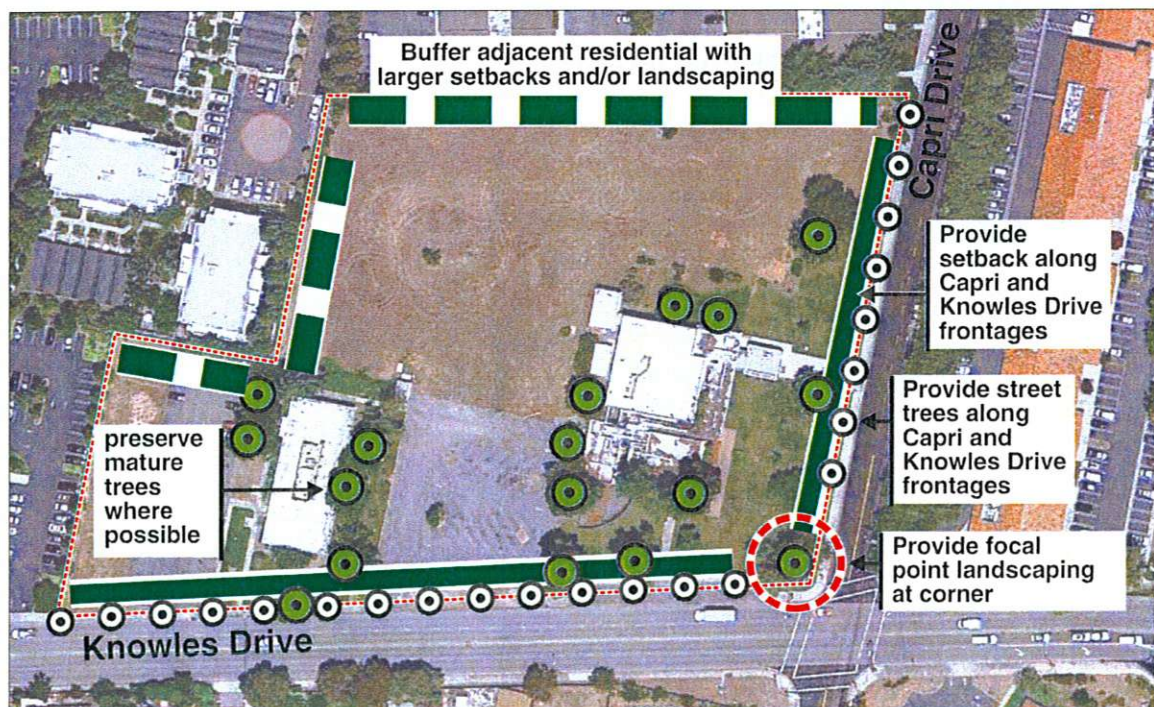 Buffer adjacent residential with
larger setbacks and/or landscaping
Capri Drive
Provide
setback along
Capri and
Knowles Drive
frontages
Provide street
trees along
Capri and
Knowles Drive
frontages
preserve
mature
trees
where
possible
Provide focal
point landscaping
at corner
Knowles Drive